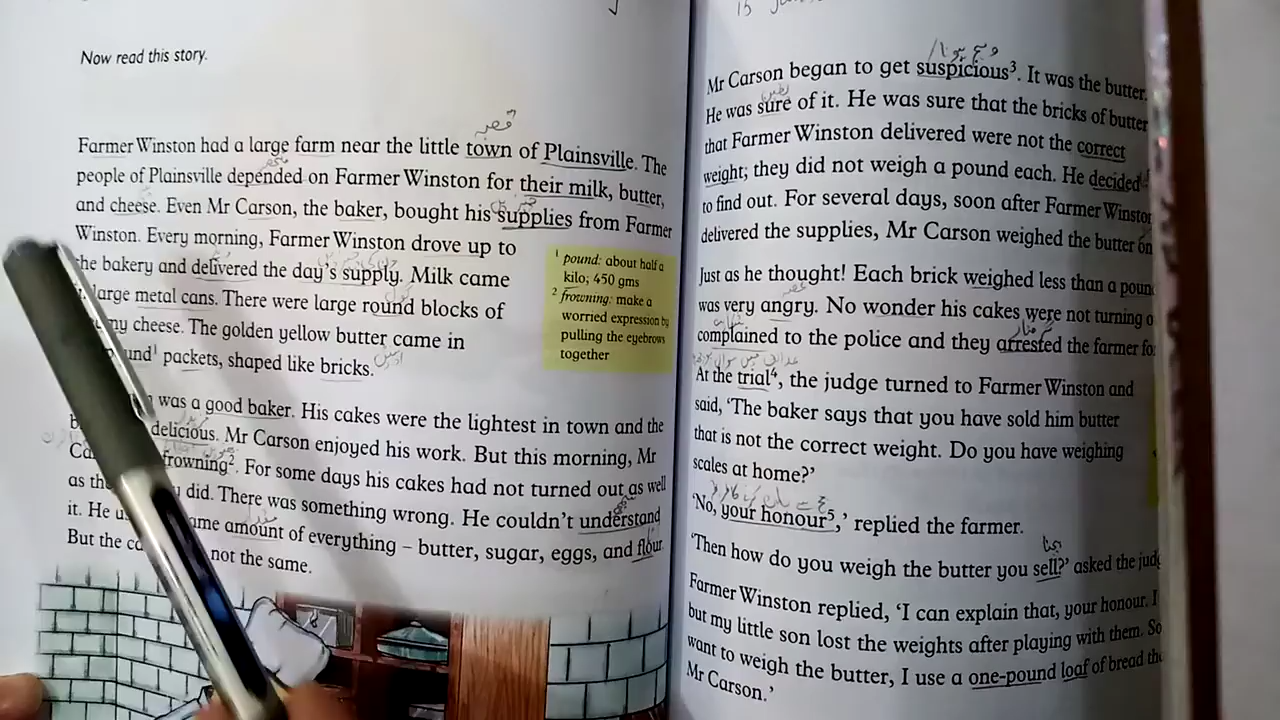 Now read this story.
Farmer Winston had a large farm near the little town of Plainsville. The
people of Plainsville depended on Farmer Winston for their milk, butter,
and cheese. Even Mr Carson, the baker, bought his supplies from Farmer
Winston. Every morning, Farmer Winston drove up to
the bakery and delivered the day's supply. Milk came
large metal cans. There were large round blocks of
cheese. The golden yellow butter came in
packets, shaped like bricks.
was a good baker. His cakes were the lightest in town and the
delicious. Mr Carson enjoyed his work. But this morning, Mr
frowning². For some days his cakes had not turned out as well
as did. There was something wrong. He couldn't understand
it. He amount of everything – butter, sugar, eggs, and flour.
But the not the same.
¹ pound: about half a
kilo; 450 gms
² frowning: make a
worried expression by
pulling the eyebrows
together
15
Mr Carson began to get suspicious³. It was the butter.
He was sure of it. He was sure that the bricks of butter
that Farmer Winston delivered were not the correct
weight; they did not weigh a pound each. He decided
to find out. For several days, soon after Farmer Winston
delivered the supplies, Mr Carson weighed the butter on
Just as he thought! Each brick weighed less than a pound
was very angry. No wonder his cakes were not turning
complained to the police and they arrested the farmer
At the trial⁴, the judge turned to Farmer Winston and
said, 'The baker says that you have sold him butter
that is not the correct weight. Do you have weighing
scales at home?'
'No, your honour⁵,' replied the farmer.
'Then how do you weigh the butter you sell?' asked the
Farmer Winston replied, 'I can explain that, your honour. I
but my little son lost the weights after playing with them. So
want to weigh the butter, I use a one-pound loaf of bread
Mr Carson.'